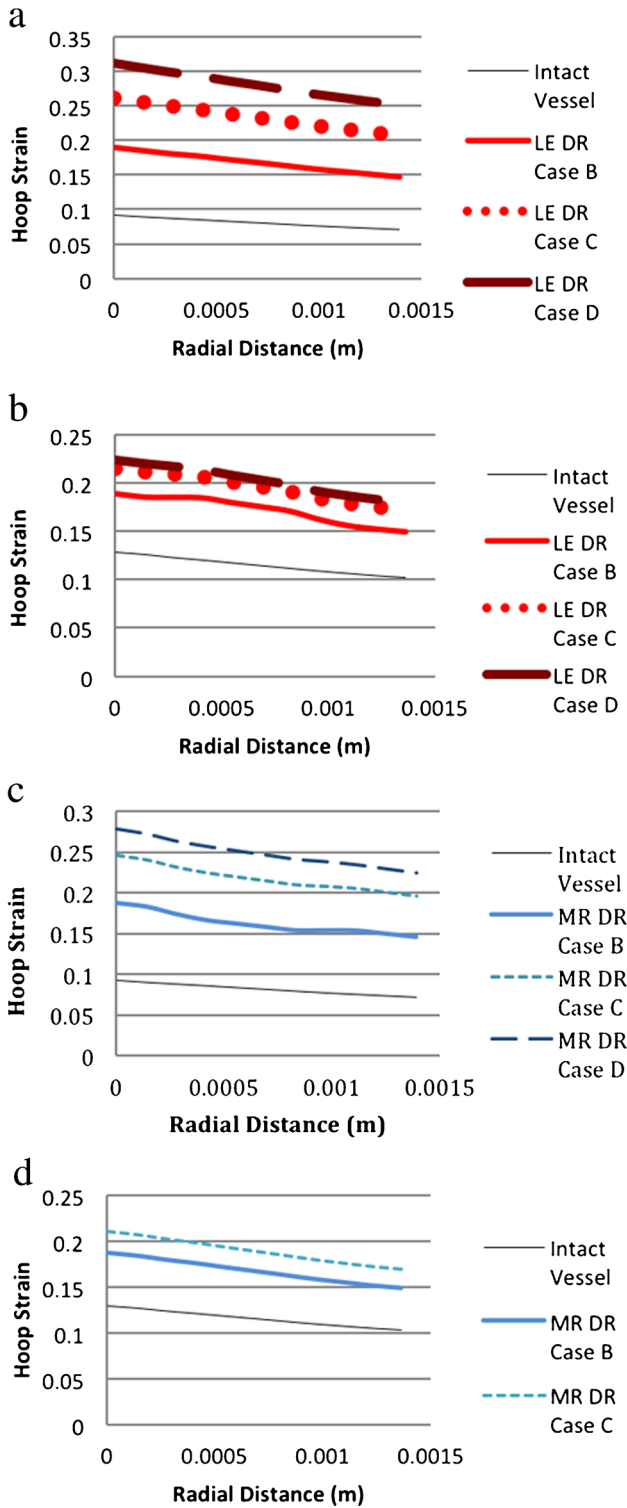 a
0.35
0.3
0.25
0.2
0.15
0.1
0.05
0
Hoop Strain
0
0.0005
0.001
0.0015
Radial Distance (m)
Intact
Vessel
LE DR
Case B
LE DR
Case C
LE DR
Case D
b
0.25
0.2
0.15
0.1
0.05
0
Hoop Strain
0
0.0005
0.001
0.0015
Radial Distance (m)
Intact
Vessel
LE DR
Case B
LE DR
Case C
LE DR
Case D
c
0.3
0.25
0.2
0.15
0.1
0.05
0
Hoop Strain
0
0.0005
0.001
0.0015
Radial Distance (m)
Intact
Vessel
MR DR
Case B
MR DR
Case C
MR DR
Case D
d
0.25
0.2
0.15
0.1
0.05
0
Hoop Strain
0
0.0005
0.001
0.0015
Radial Distance (m)
Intact
Vessel
MR DR
Case B
MR DR
Case C